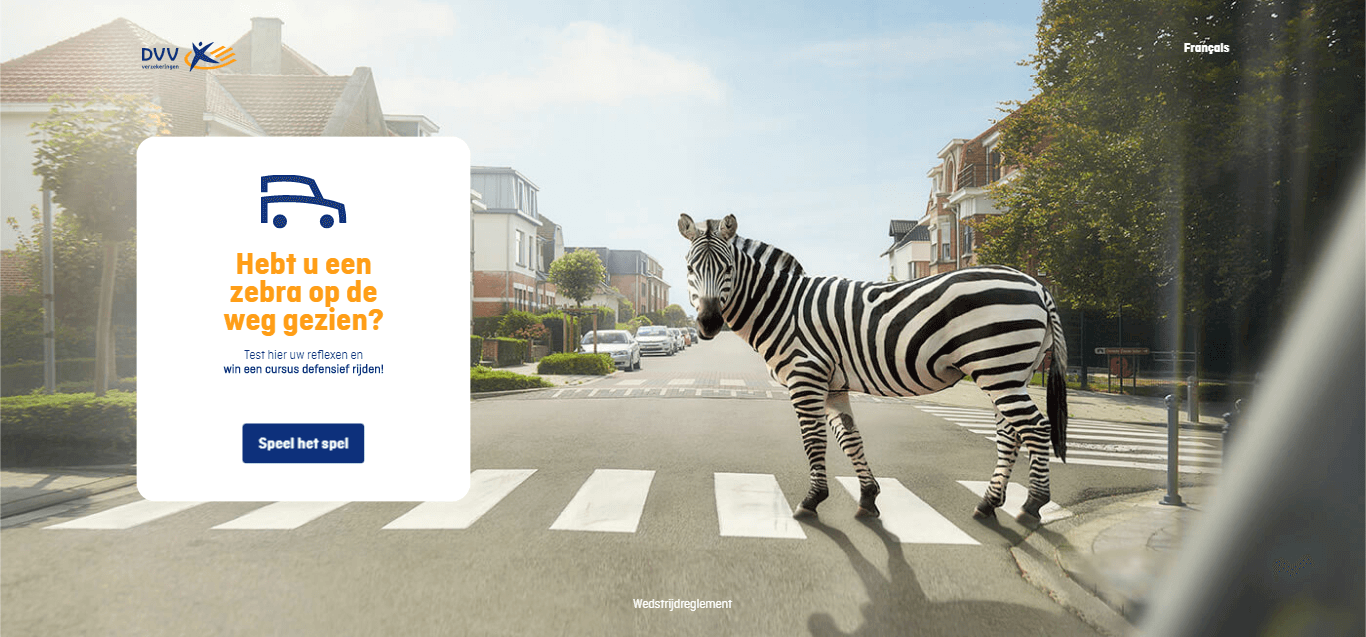 DVV
verzekeringen
Français
Hebt u een
zebra op de
weg gezien?
Test hier uw reflexen en
win een cursus defensief rijden!
Speel het spel
Wedstrijdreglement